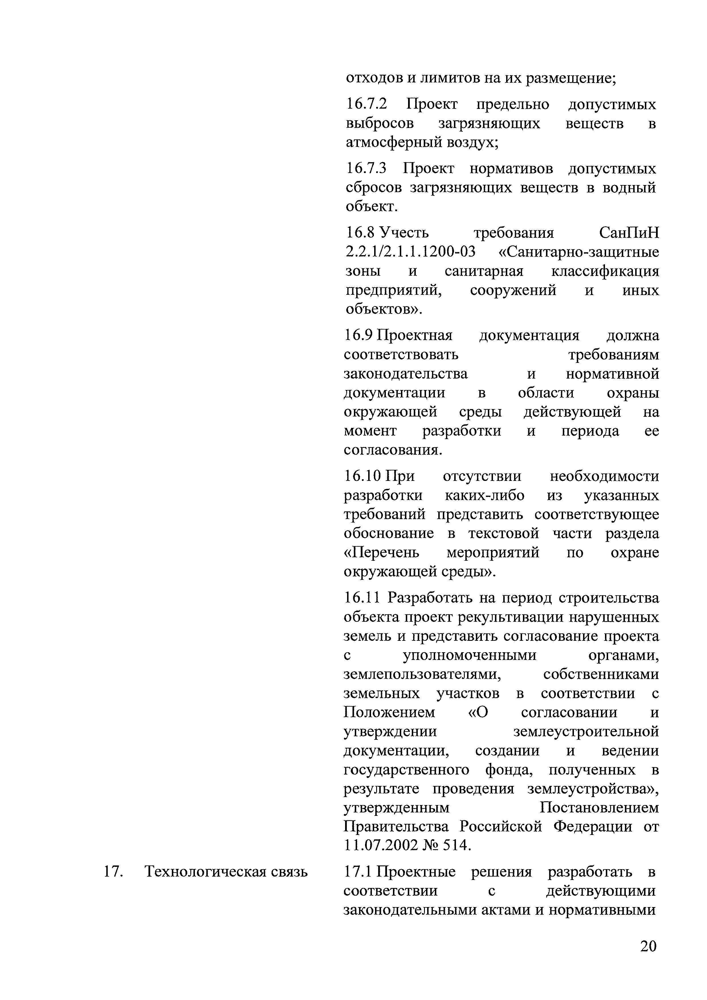 отходов и лимитов на их размещение;
16.7.2 Проект предельно допустимых
выбросов загрязняющих веществ в
атмосферный воздух;
16.7.3 Проект нормативов допустимых
сбросов загрязняющих веществ в водный
объект.
16.8 Учесть требования СанПиН
2.2.1/2.1.1.1200-03 «Санитарно-защитные
зоны и санитарная классификация
предприятий, сооружений и иных
объектов».
16.9 Проектная документация должна
соответствовать требованиям
законодательства и нормативной
документации в области охраны
окружающей среды действующей на
момент разработки и периода ее
согласования.
16.10 При отсутствии необходимости
разработки каких-либо из указанных
требований представить соответствующее
обоснование в текстовой части раздела
«Перечень мероприятий по охране
окружающей среды».
16.11 Разработать на период строительства
объекта проект рекультивации нарушенных
земель и представить согласование проекта
с уполномоченными органами,
землепользователями, собственниками
земельных участков в соответствии с
Положением «О согласовании и
утверждении землеустроительной
документации, создании и ведении
государственного фонда, полученных в
результате проведения землеустройства»,
утвержденным Постановлением
Правительства Российской Федерации от
11.07.2002 № 514.
17. Технологическая связь 17.1 Проектные решения разработать в
соответствии с действующими
законодательными актами и нормативными
20